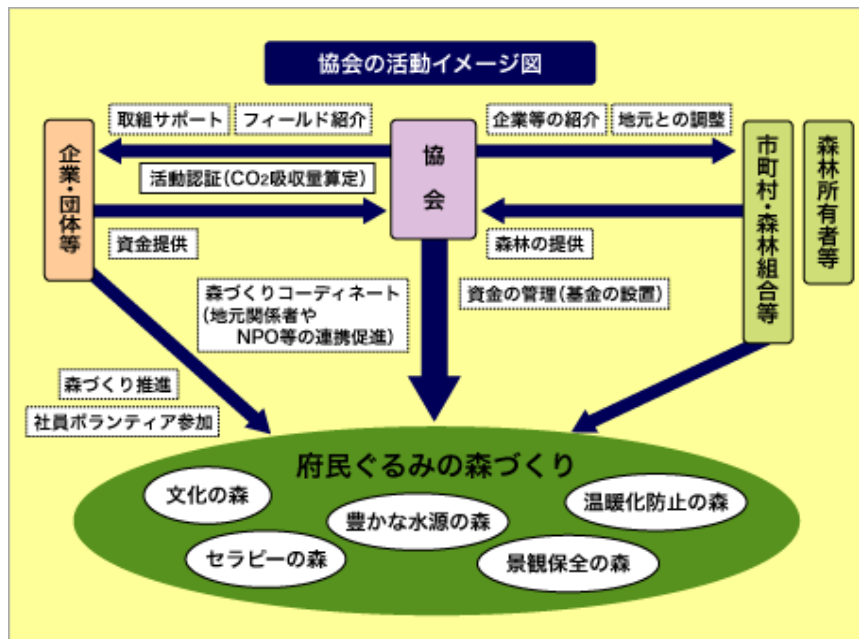 協会の活動イメージ図
取組サポート
フィールド紹介
企業等の紹介
地元との調整
企業・団体等
協会
市町村・森林組合等
森林所有者等
活動認証(CO₂吸収量算定)
資金提供
森林の提供
森づくりコーディネート
(地元関係者や
NPO等の連携促進)
資金の管理(基金の設置)
森づくり推進
社員ボランティア参加
府民ぐるみの森づくり
文化の森
豊かな水源の森
温暖化防止の森
セラピーの森
景観保全の森